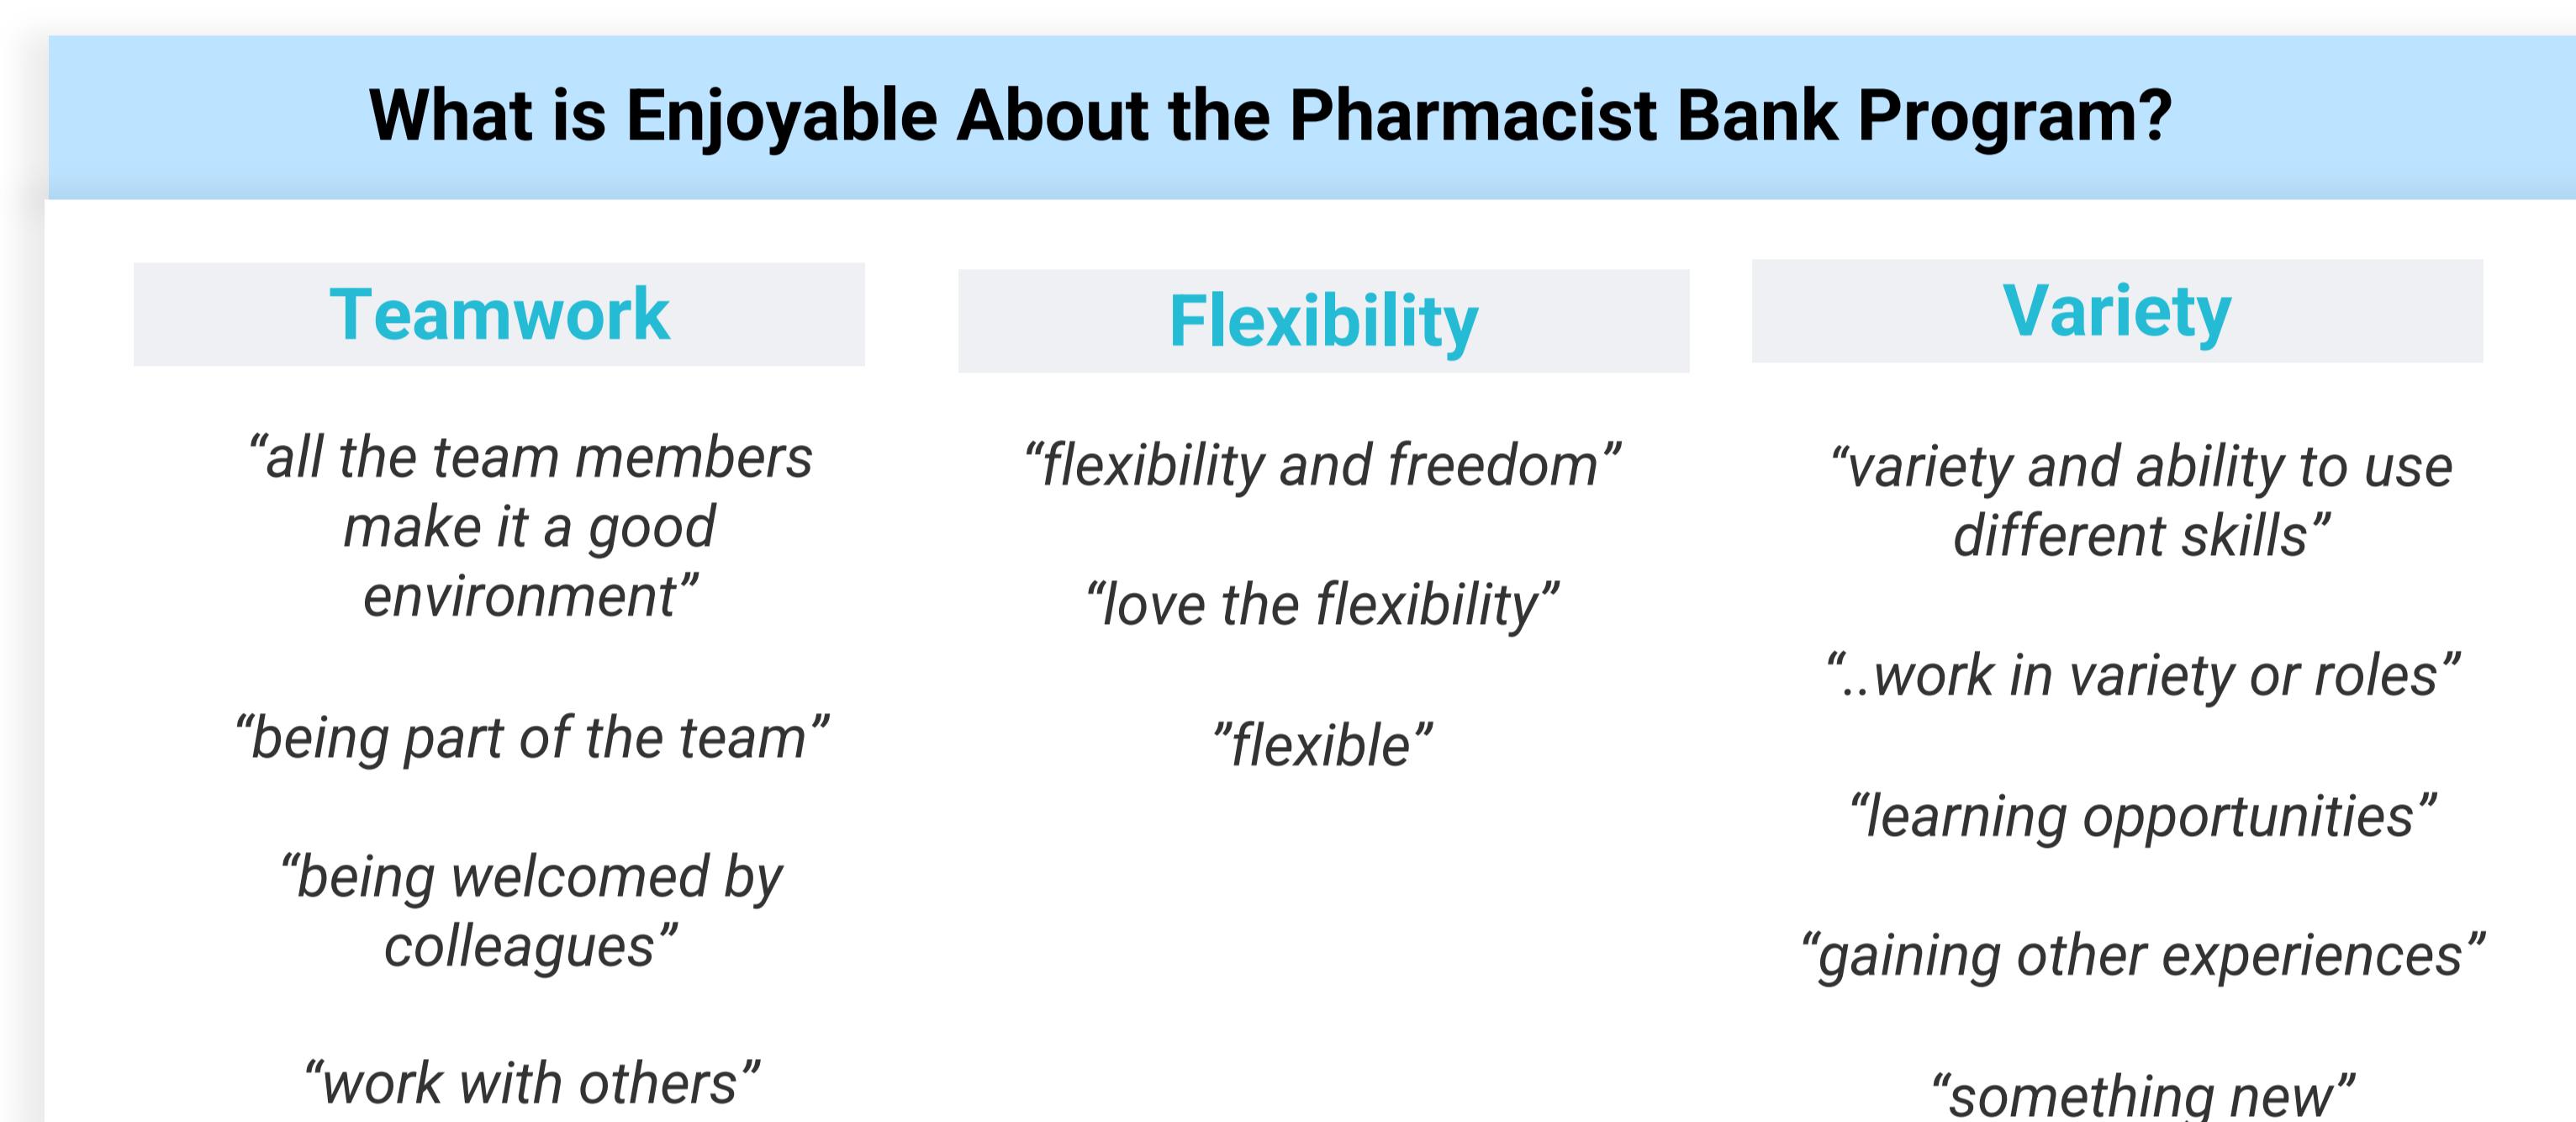 What is Enjoyable About the Pharmacist Bank Program?
Teamwork
“all the team members
make it a good
environment”
“being part of the team”
“being welcomed by
colleagues”
“work with others”
Flexibility
“flexibility and freedom”
“love the flexibility”
”flexible”
Variety
“variety and ability to use
different skills”
“..work in variety or roles”
“learning opportunities”
“gaining other experiences”
“something new”